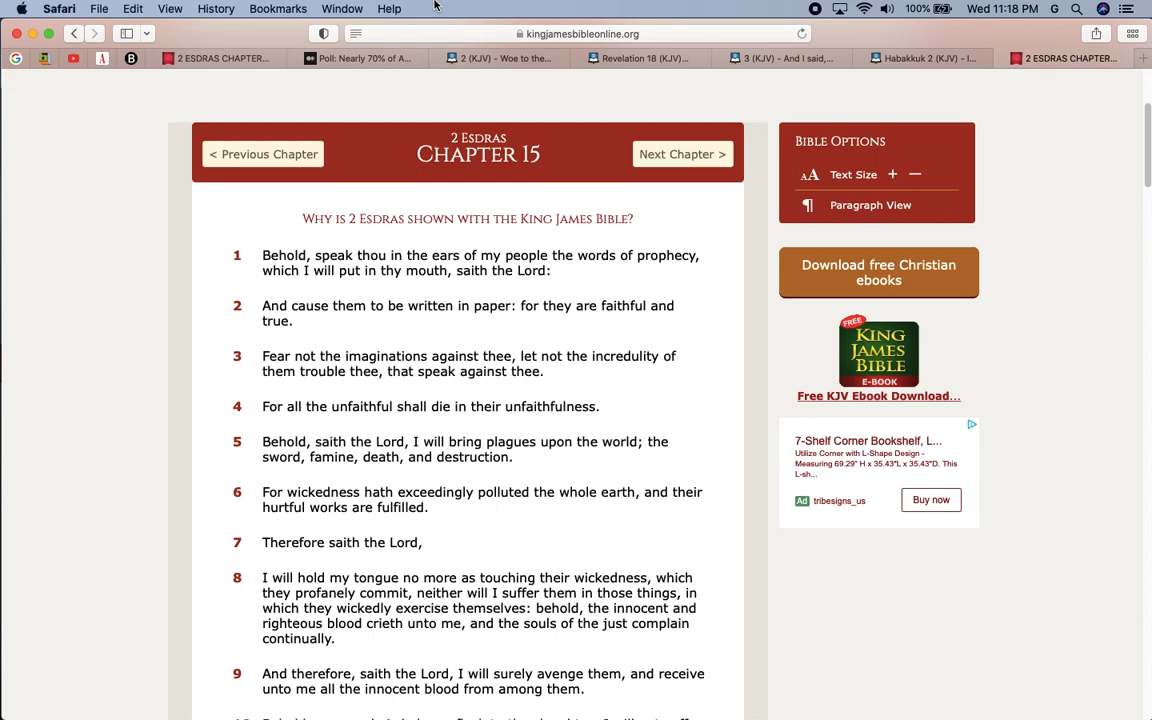 Safari File Edit View History Bookmarks Window Help 100% Wed 11:18 PM G
kingjamesbibleonline.org
G A B 2 ESDRAS CHAPTER... Poll: Nearly 70% of A... 2 (KJV) - Woe to the... Revelation 18 (KJV)... 3 (KJV) - And I said,... Habakkuk 2 (KJV) - I... 2 ESDRAS CHAPTER...
2 Esdras
Chapter 15
< Previous Chapter
Next Chapter >
Why is 2 Esdras shown with the King James Bible?
1 Behold, speak thou in the ears of my people the words of prophecy,
which I will put in thy mouth, saith the Lord:
2 And cause them to be written in paper: for they are faithful and
true.
3 Fear not the imaginations against thee, let not the incredulity of
them trouble thee, that speak against thee.
4 For all the unfaithful shall die in their unfaithfulness.
5 Behold, saith the Lord, I will bring plagues upon the world; the
sword, famine, death, and destruction.
6 For wickedness hath exceedingly polluted the whole earth, and their
hurtful works are fulfilled.
7 Therefore saith the Lord,
8 I will hold my tongue no more as touching their wickedness, which
they profanely commit, neither will I suffer them in those things, in
which they wickedly exercise themselves: behold, the innocent and
righteous blood crieth unto me, and the souls of the just complain
continually.
9 And therefore, saith the Lord, I will surely avenge them, and receive
unto me all the innocent blood from among them.
Bible Options
AA Text Size + —
¶ Paragraph View
Download free Christian
ebooks
FREE
KING
JAMES
BIBLE
E-BOOK
Free KJV Ebook Download...
7-Shelf Corner Bookshelf, L...
Utilize Corner with L-Shape Design -
Measuring 69.29" H x 35.43"L x 35.43"D. This
L-sh...
Ad tribesigns_us
Buy now